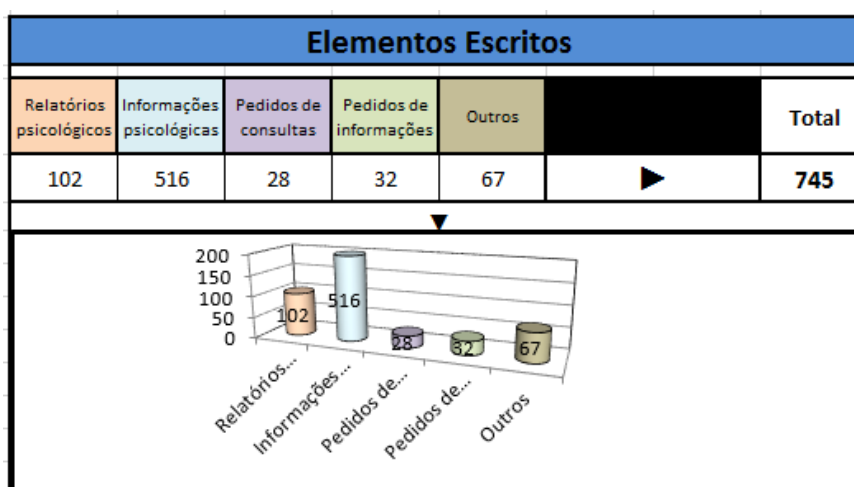 Elementos Escritos
Relatórios psicológicos
Informações psicológicas
Pedidos de consultas
Pedidos de informações
Outros
Total
102 516 28 32 67 ▶ 745
▼
200
150
100
50
0
102 516 28 32 67
Relatórios...
Informações...
Pedidos de...
Pedidos de...
Outros